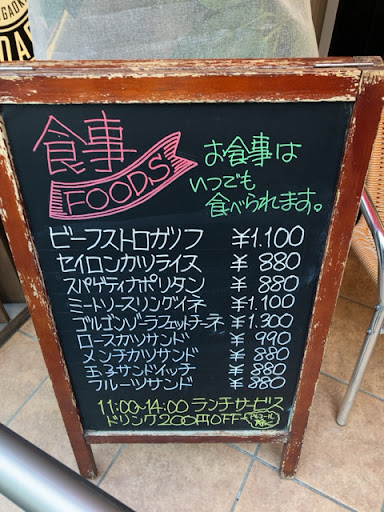 食事
FOODS
お食事は
いつでも
食べられます。
ビーフストロガノフ ¥1.100
セイロンカツライス ¥880
スパゲティナポリタン ¥880
ミートソースリングイネ ¥1.100
ゴルゴンゾーラフェットチーネ ¥1.300
ロースカツサンド ¥990
メンチカツサンド ¥880
玉子サンドイッチ ¥880
フルーツサンド ¥880
11:00~14:00 ランチサービス
ドリンク200円OFF